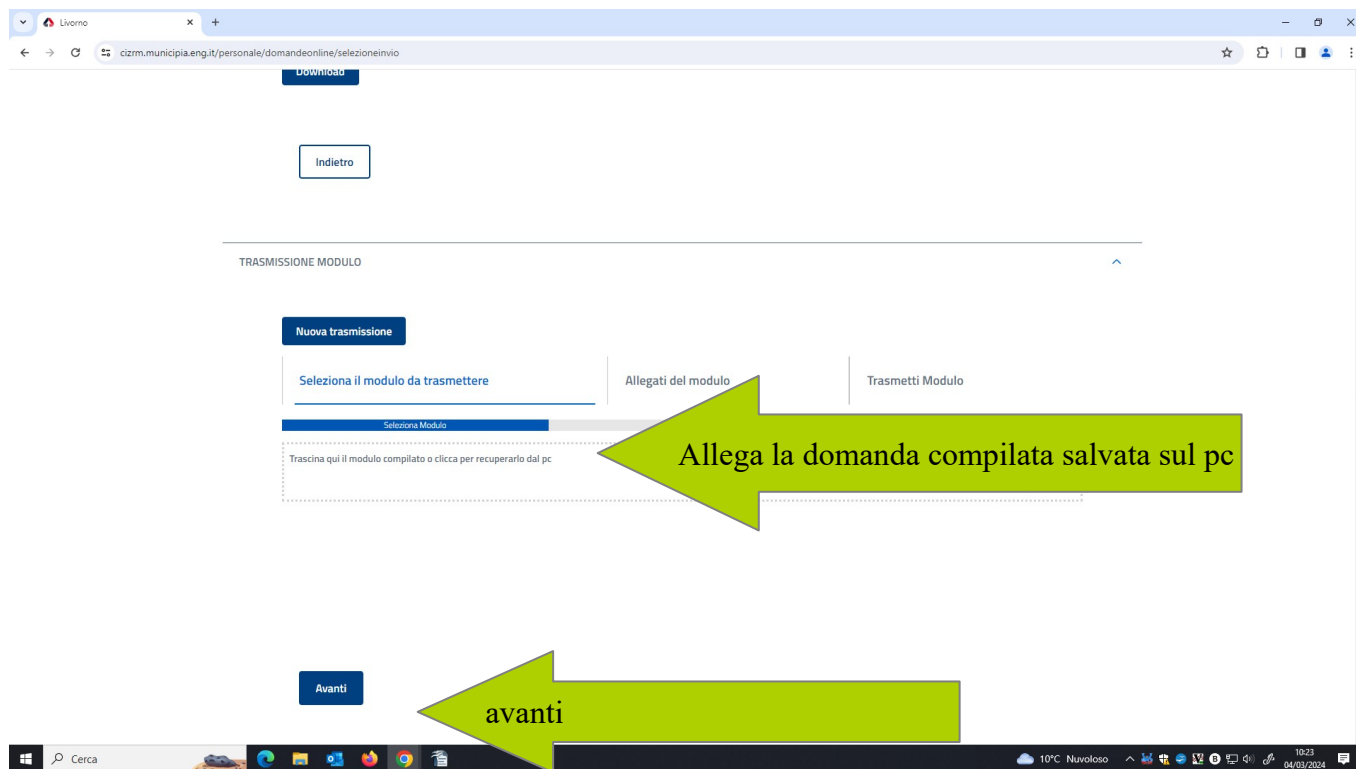 Livorno
cizrm.municipia.eng.it/personale/domandeonline/selezioneinvio
Download
Indietro
TRASMISSIONE MODULO
Nuova trasmissione
Seleziona il modulo da trasmettere
Allegati del modulo
Trasmetti Modulo
Seleziona Modulo
Trascina qui il modulo compilato o clicca per recuperarlo dal pc
Allega la domanda compilata salvata sul pc
Avanti
avanti
Cerca
10°C Nuvoloso
10:23
04/03/2024